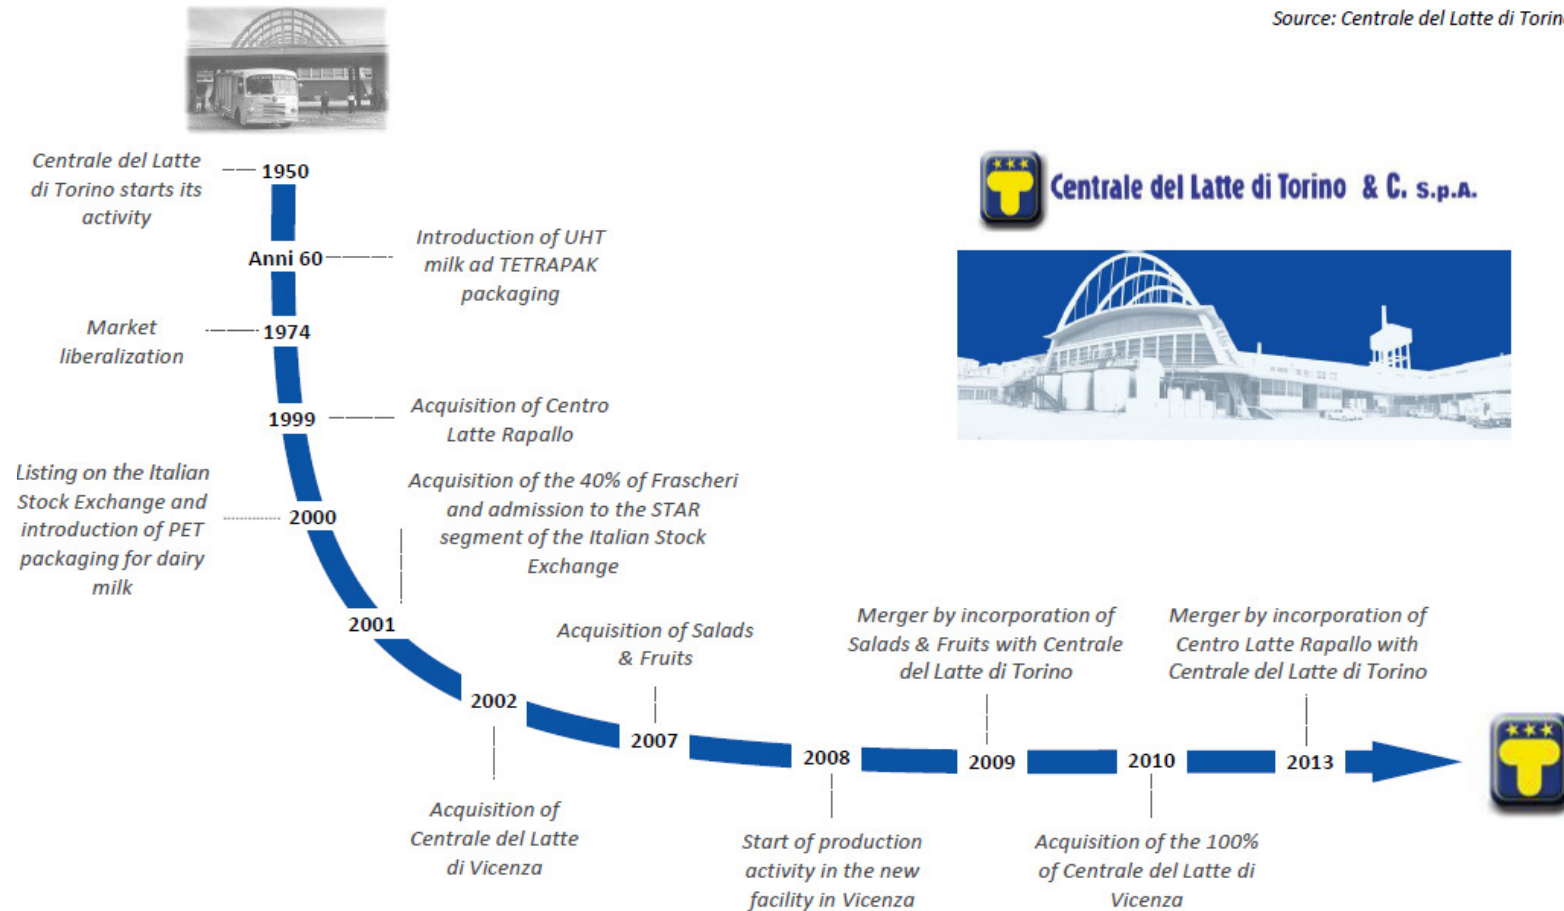 Source: Centrale del Latte di Torino
Centrale del Latte
di Torino starts its
activity
1950
Centrale del Latte di Torino & C. S.p.A.
Anni 60
Introduction of UHT
milk ad TETRAPAK
packaging
Market
liberalization
1974
1999
Acquisition of Centro
Latte Rapallo
Listing on the Italian
Stock Exchange and
introduction of PET
packaging for dairy
milk
2000
Acquisition of the 40% of Frascheri
and admission to the STAR
segment of the Italian Stock
Exchange
2001
2002
Acquisition of
Centrale del Latte
di Vicenza
Acquisition of Salads
& Fruits
2007
2008
Start of production
activity in the new
facility in Vicenza
Merger by incorporation of
Salads & Fruits with Centrale
del Latte di Torino
2009
2010
Acquisition of the 100%
of Centrale del Latte di
Vicenza
Merger by incorporation of
Centro Latte Rapallo with
Centrale del Latte di Torino
2013